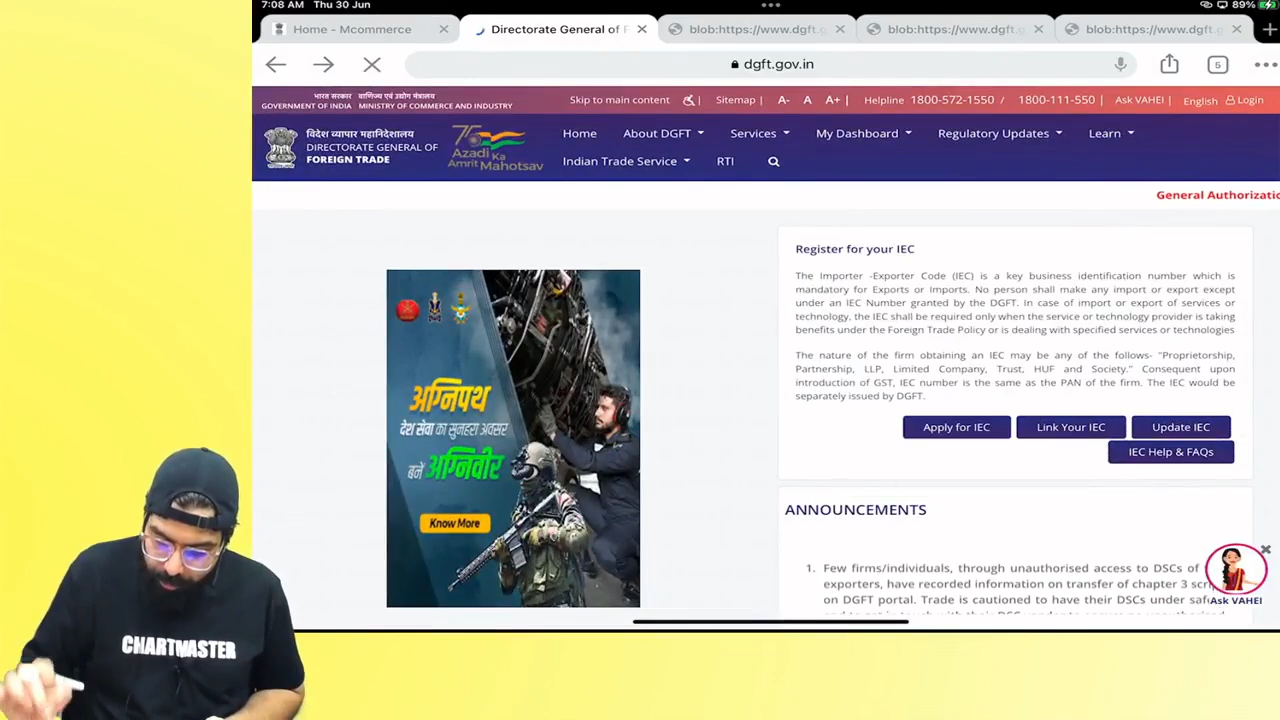 7:08 AM Thu 30 Jun
89%
Home - Mcommerce
Directorate General of F
blob:https://www.dgft.g
blob:https://www.dgft.g
blob:https://www.dgft.g
dgft.gov.in
5
भारत सरकार वाणिज्य एवं उद्योग मंत्रालय
GOVERNMENT OF INDIA MINISTRY OF COMMERCE AND INDUSTRY
Skip to main content | Sitemap | A- A A+ | Helpline 1800-572-1550 / 1800-111-550 | Ask VAHEI | English Login
विदेश व्यापार महानिदेशालय
DIRECTORATE GENERAL OF
FOREIGN TRADE
75
Azadi Ka
Amrit Mahotsav
Home About DGFT Services My Dashboard Regulatory Updates Learn
Indian Trade Service RTI
General Authorizatio
अग्निपथ
देश सेवा का सुनहरा अवसर
बनें अग्निवीर
Know More
Register for your IEC
The Importer -Exporter Code (IEC) is a key business identification number which is
mandatory for Exports or Imports. No person shall make any import or export except
under an IEC Number granted by the DGFT. In case of import or export of services or
technology, the IEC shall be required only when the service or technology provider is taking
benefits under the Foreign Trade Policy or is dealing with specified services or technologies
The nature of the firm obtaining an IEC may be any of the follows- "Proprietorship,
Partnership, LLP, Limited Company, Trust, HUF and Society." Consequent upon
introduction of GST, IEC number is the same as the PAN of the firm. The IEC would be
separately issued by DGFT.
Apply for IEC Link Your IEC Update IEC
IEC Help & FAQs
ANNOUNCEMENTS
1. Few firms/individuals, through unauthorised access to DSCs of
exporters, have recorded information on transfer of chapter 3 scri
on DGFT portal. Trade is cautioned to have their DSCs under safe
Ask VAHEI
CHARTMASTER